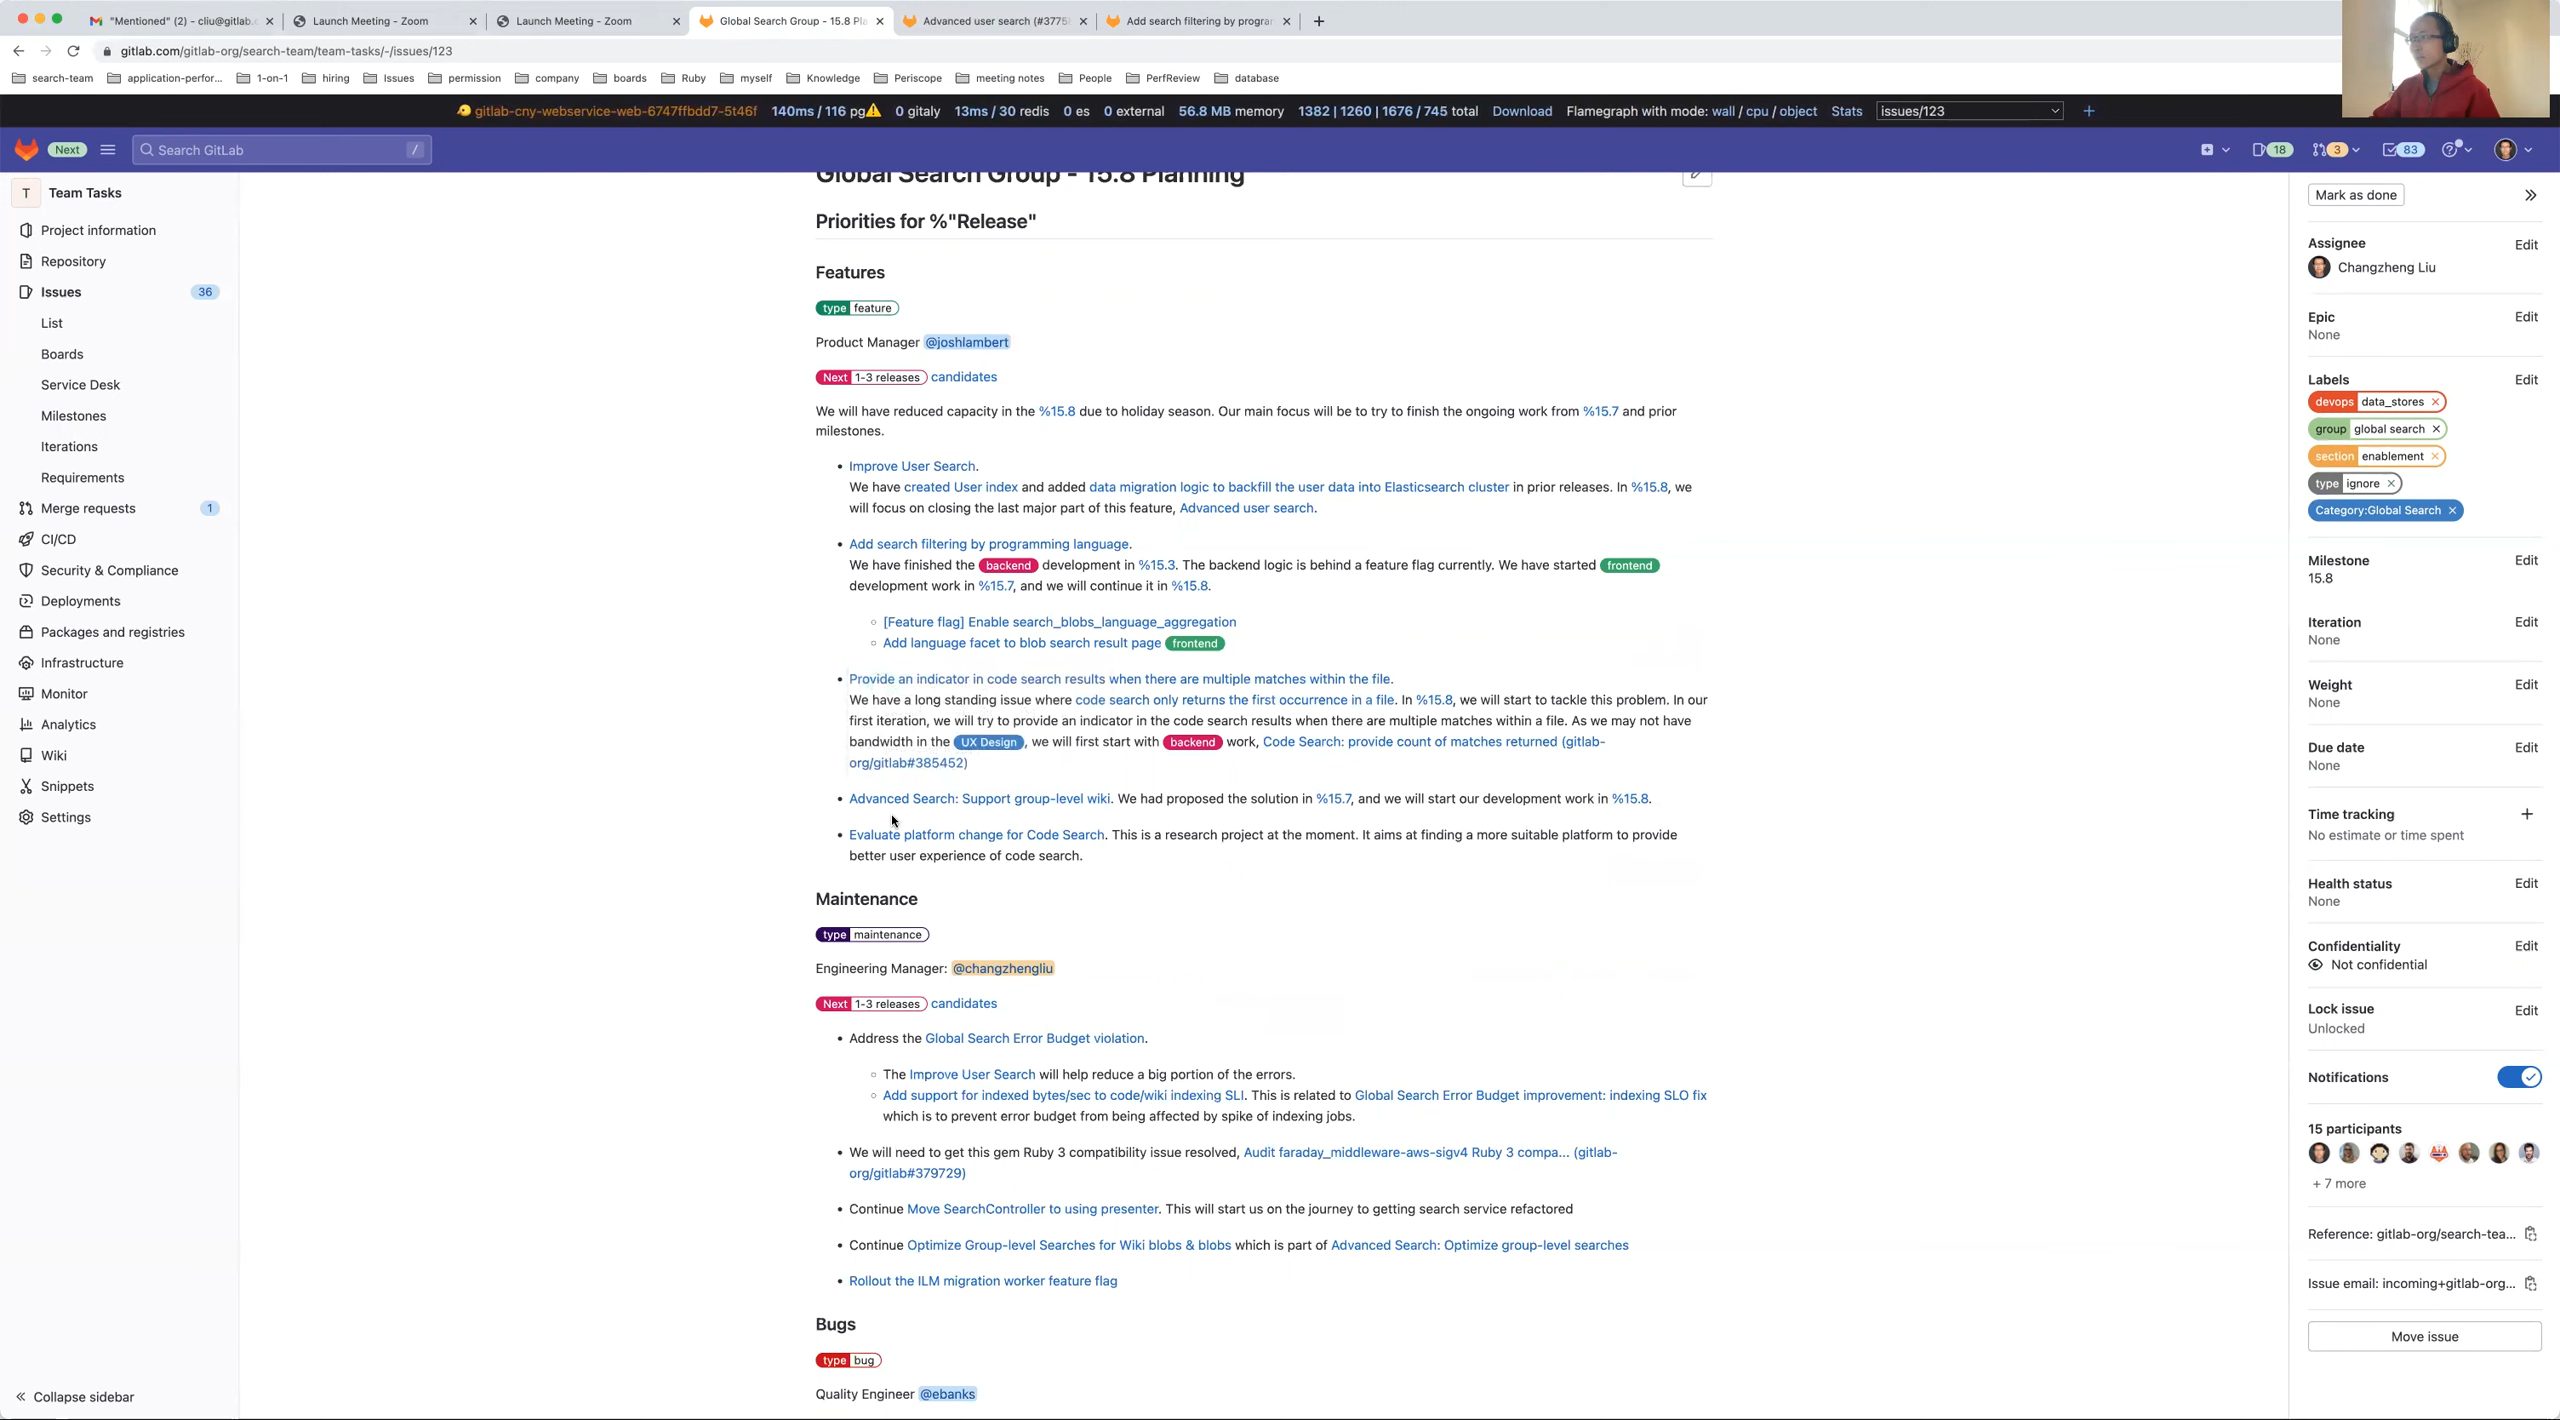 "Mentioned" (2) - cliu@gitlab.c
Launch Meeting - Zoom
Launch Meeting - Zoom
Global Search Group - 15.8 Pla
Advanced user search (#3775
Add search filtering by progra
gitlab.com/gitlab-org/search-team/team-tasks/-/issues/123
search-team
application-perfor...
1-on-1
hiring
Issues
permission
company
boards
Ruby
myself
Knowledge
Periscope
meeting notes
People
PerfReview
database
gitlab-cny-webservice-web-6747ffbdd7-5t46f 140ms / 116 pg 0 gitaly 13ms / 30 redis 0 es 0 external 56.8 MB memory 1382 | 1260 | 1676 / 745 total Download Flamegraph with mode: wall / cpu / object Stats issues/123 +
Next
Search GitLab /
18
3
83
T Team Tasks
Project information
Repository
Issues 36
List
Boards
Service Desk
Milestones
Iterations
Requirements
Merge requests 1
CI/CD
Security & Compliance
Deployments
Packages and registries
Infrastructure
Monitor
Analytics
Wiki
Snippets
Settings
Collapse sidebar
Global Search Group - 15.8 Planning
Priorities for %"Release"
Features
type feature
Product Manager @joshlambert
Next 1-3 releases candidates
We will have reduced capacity in the %15.8 due to holiday season. Our main focus will be to try to finish the ongoing work from %15.7 and prior
milestones.
• Improve User Search.
We have created User index and added data migration logic to backfill the user data into Elasticsearch cluster in prior releases. In %15.8, we
will focus on closing the last major part of this feature, Advanced user search.
• Add search filtering by programming language.
We have finished the backend development in %15.3. The backend logic is behind a feature flag currently. We have started frontend
development work in %15.7, and we will continue it in %15.8.
◦ [Feature flag] Enable search_blobs_language_aggregation
◦ Add language facet to blob search result page frontend
• Provide an indicator in code search results when there are multiple matches within the file.
We have a long standing issue where code search only returns the first occurrence in a file. In %15.8, we will start to tackle this problem. In our
first iteration, we will try to provide an indicator in the code search results when there are multiple matches within a file. As we may not have
bandwidth in the UX Design, we will first start with backend work, Code Search: provide count of matches returned (gitlab-
org/gitlab#385452)
• Advanced Search: Support group-level wiki. We had proposed the solution in %15.7, and we will start our development work in %15.8.
• Evaluate platform change for Code Search. This is a research project at the moment. It aims at finding a more suitable platform to provide
better user experience of code search.
Maintenance
type maintenance
Engineering Manager: @changzhengliu
Next 1-3 releases candidates
• Address the Global Search Error Budget violation.
◦ The Improve User Search will help reduce a big portion of the errors.
◦ Add support for indexed bytes/sec to code/wiki indexing SLI. This is related to Global Search Error Budget improvement: indexing SLO fix
which is to prevent error budget from being affected by spike of indexing jobs.
• We will need to get this gem Ruby 3 compatibility issue resolved, Audit faraday_middleware-aws-sigv4 Ruby 3 compa... (gitlab-
org/gitlab#379729)
• Continue Move SearchController to using presenter. This will start us on the journey to getting search service refactored
• Continue Optimize Group-level Searches for Wiki blobs & blobs which is part of Advanced Search: Optimize group-level searches
• Rollout the ILM migration worker feature flag
Bugs
type bug
Quality Engineer @ebanks
Mark as done
Assignee Edit
Changzheng Liu
Epic Edit
None
Labels Edit
devops data_stores ×
group global search ×
section enablement ×
type ignore ×
Category:Global Search ×
Milestone Edit
15.8
Iteration Edit
None
Weight Edit
None
Due date Edit
None
Time tracking +
No estimate or time spent
Health status Edit
None
Confidentiality Edit
Not confidential
Lock issue Edit
Unlocked
Notifications
15 participants
+ 7 more
Reference: gitlab-org/search-tea...
Issue email: incoming+gitlab-org...
Move issue